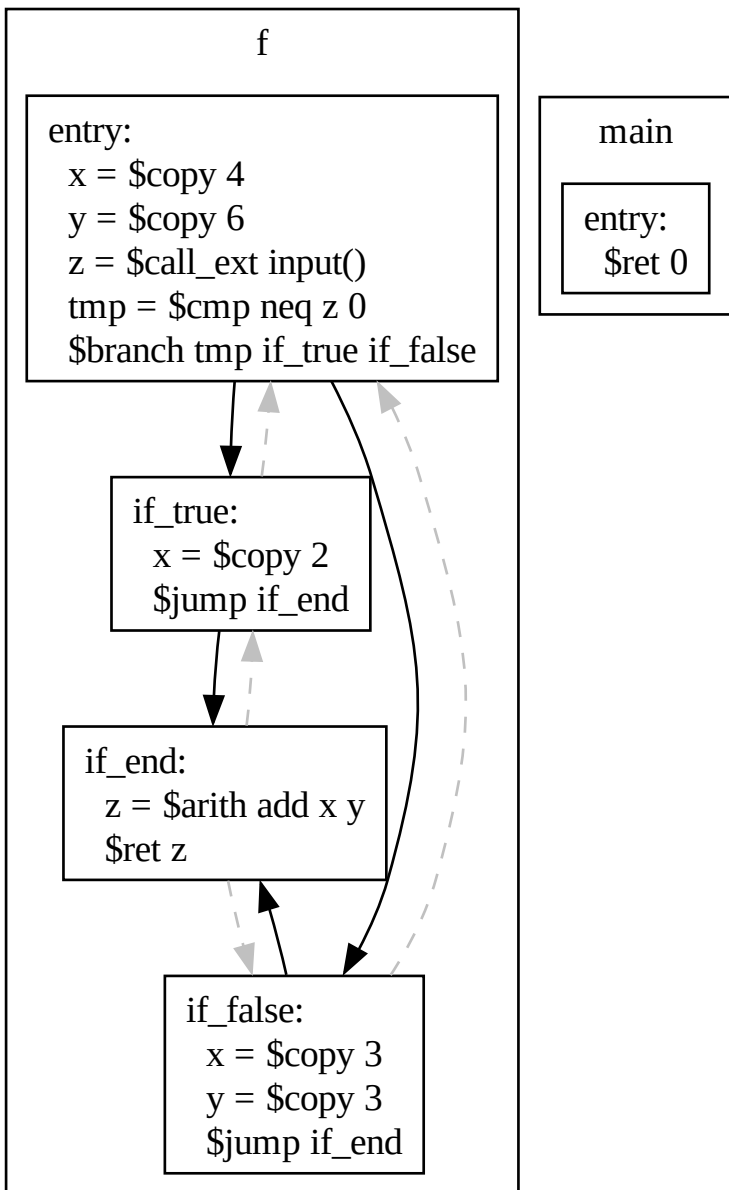 f
entry:
x = $copy 4
y = $copy 6
z = $call_ext input()
tmp = $cmp neq z 0
$branch tmp if_true if_false
if_true:
x = $copy 2
$jump if_end
if_end:
z = $arith add x y
$ret z
if_false:
x = $copy 3
y = $copy 3
$jump if_end
main
entry:
$ret 0